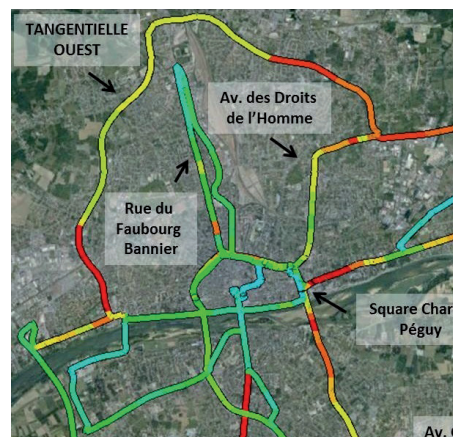 TANGENTIELLE
OUEST
Av. des Droits
de l'Homme
Rue du
Faubourg
Bannier
Square Char
Péguy
Av.